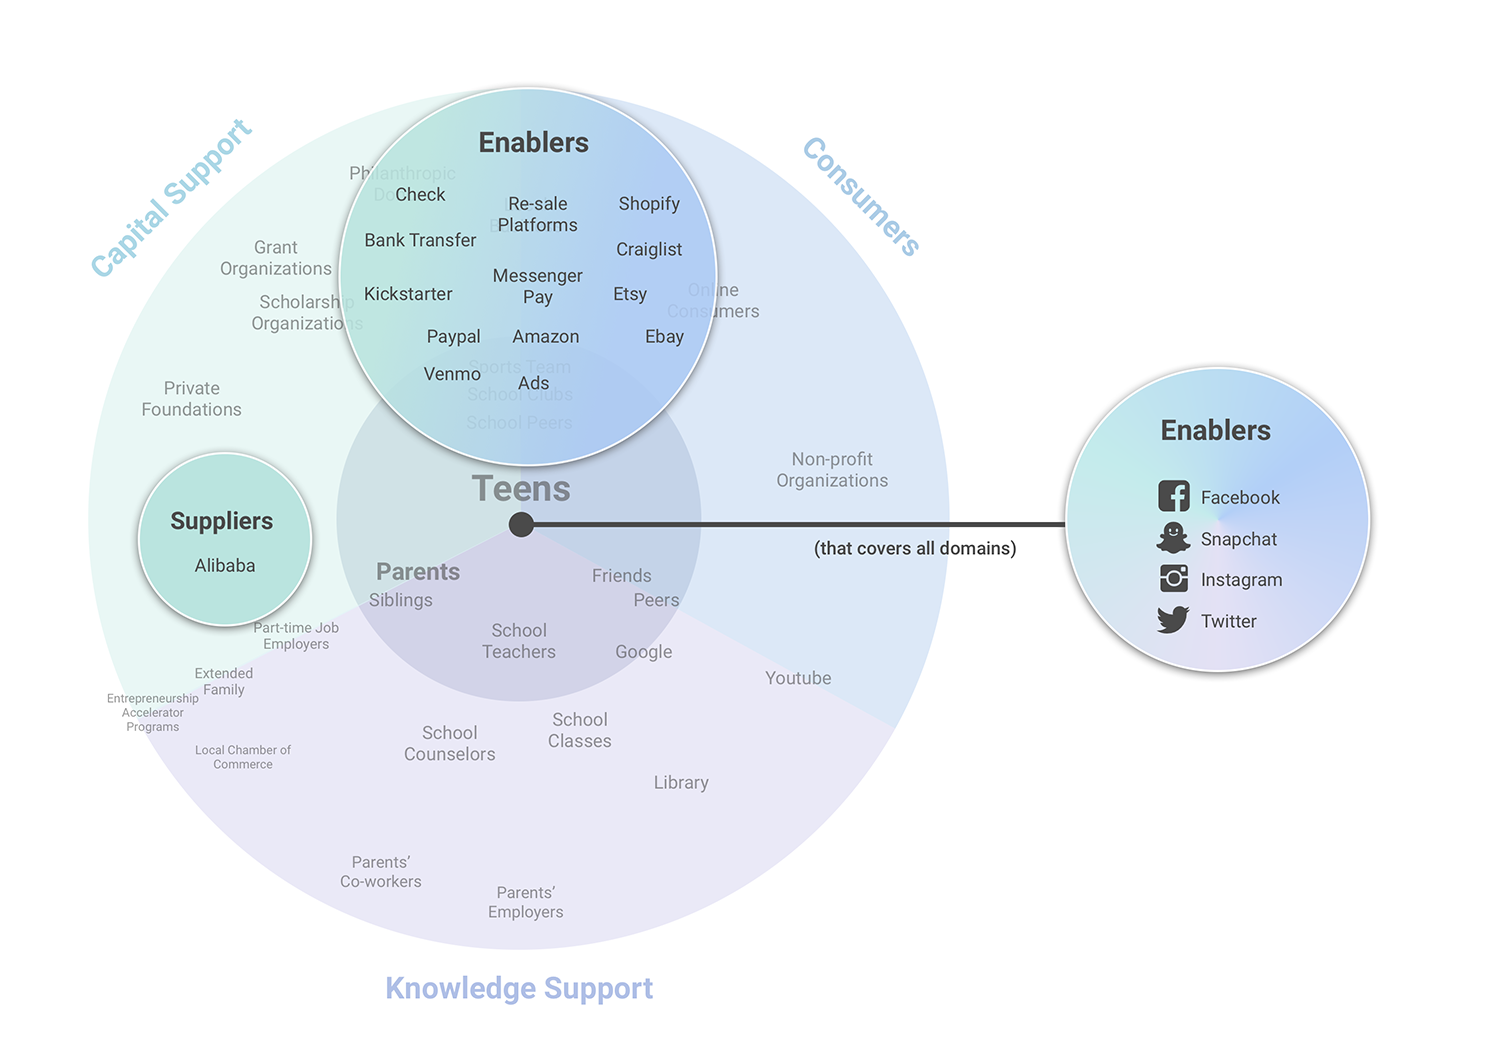 Capital Support
Consumers
Enablers
Philanthropic
Check
Re-sale
Platforms
Shopify
Bank Transfer
Craiglist
Grant
Organizations
Messenger
Pay
Kickstarter
Etsy
Online
Consumers
Scholarship
Organizations
Paypal
Amazon
Ebay
Venmo
Ads
Sports Team
School Clubs
School Peers
Private
Foundations
Non-profit
Organizations
Teens
Suppliers
Alibaba
(that covers all domains)
Enablers
Facebook
Snapchat
Instagram
Twitter
Parents
Siblings
Friends
Peers
School
Teachers
Google
Part-time Job
Employers
Extended
Family
Entrepreneurship
Accelerator
Programs
Local Chamber of
Commerce
Youtube
School
Counselors
School
Classes
Library
Parents’
Co-workers
Parents’
Employers
Knowledge Support